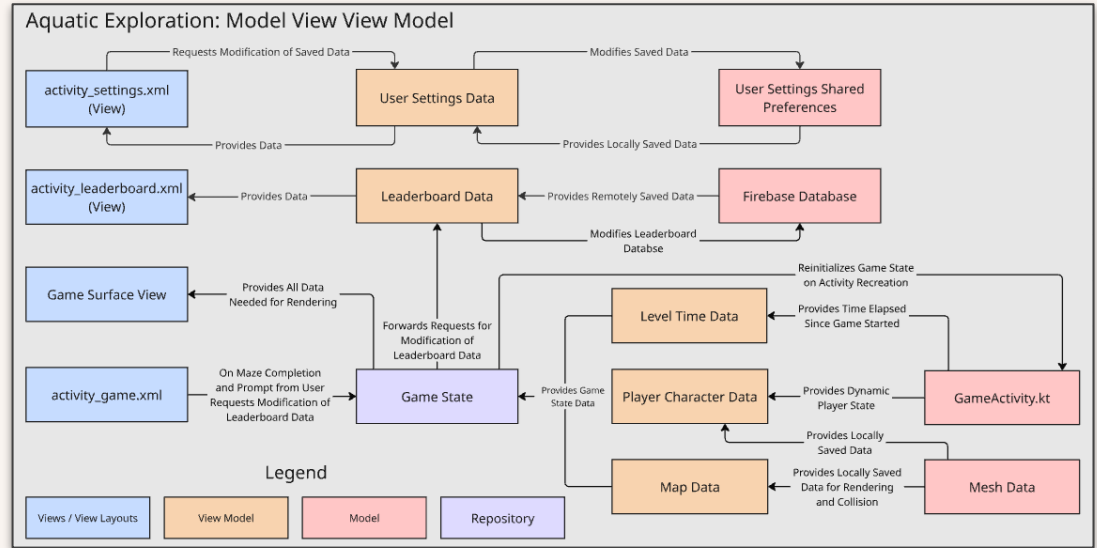 Aquatic Exploration: Model View View Model
Requests Modification of Saved Data
Modifies Saved Data
activity_settings.xml
(View)
User Settings Data
User Settings Shared
Preferences
Provides Data
Provides Locally Saved Data
activity_leaderboard.xml
(View)
Provides Data
Leaderboard Data
Provides Remotely Saved Data
Firebase Database
Modifies Leaderboard
Databse
Reinitializes Game State
on Activity Recreation
Game Surface View
Provides All Data
Needed for Rendering
Level Time Data
Provides Time Elapsed
Since Game Started
Forwards Requests for
Modification of
Leaderboard Data
activity_game.xml
On Maze Completion
and Prompt from User
Requests Modification of
Leaderboard Data
Game State
Provides Game
State Data
Player Character Data
Provides Dynamic
Player State
GameActivity.kt
Provides Locally
Saved Data
Map Data
Provides Locally Saved
Data for Rendering
and Collision
Mesh Data
Legend
Views / View Layouts
View Model
Model
Repository